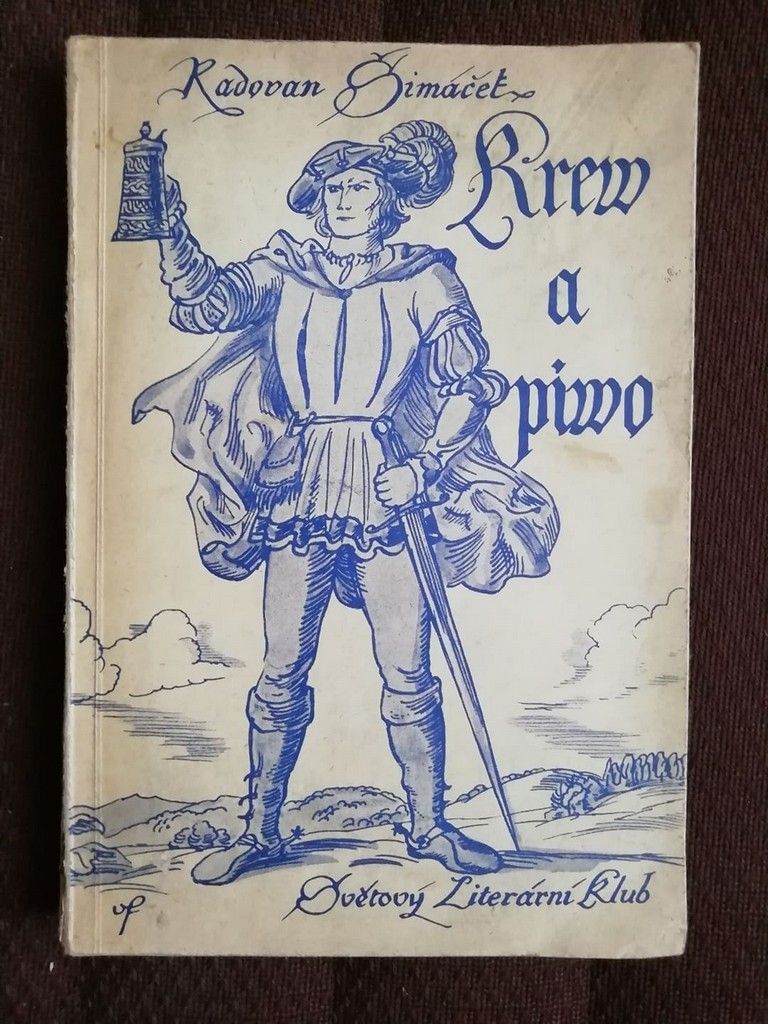 Radovan Šimáček
Krew
a
piwo
Světový Literární Klub